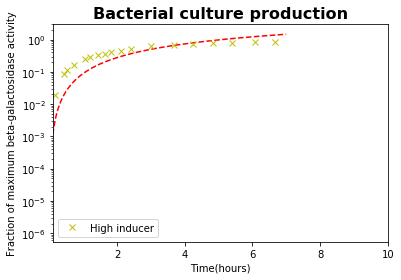 Bacterial culture production
Fraction of maximum beta-galactosidase activity
10⁰
10⁻¹
10⁻²
10⁻³
10⁻⁴
10⁻⁵
10⁻⁶
High inducer
2 4 6 8 10
Time(hours)